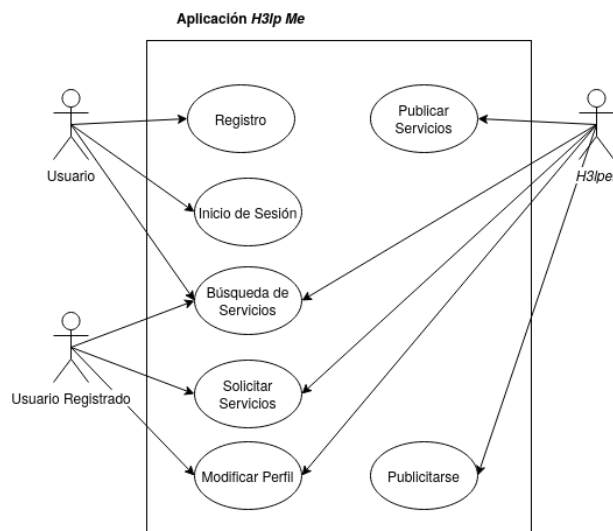 Aplicación H3lp Me
Registro
Publicar
Servicios
Usuario
H3lper
Inicio de Sesión
Búsqueda de
Servicios
Usuario Registrado
Solicitar
Servicios
Modificar Perfil
Publicitarse